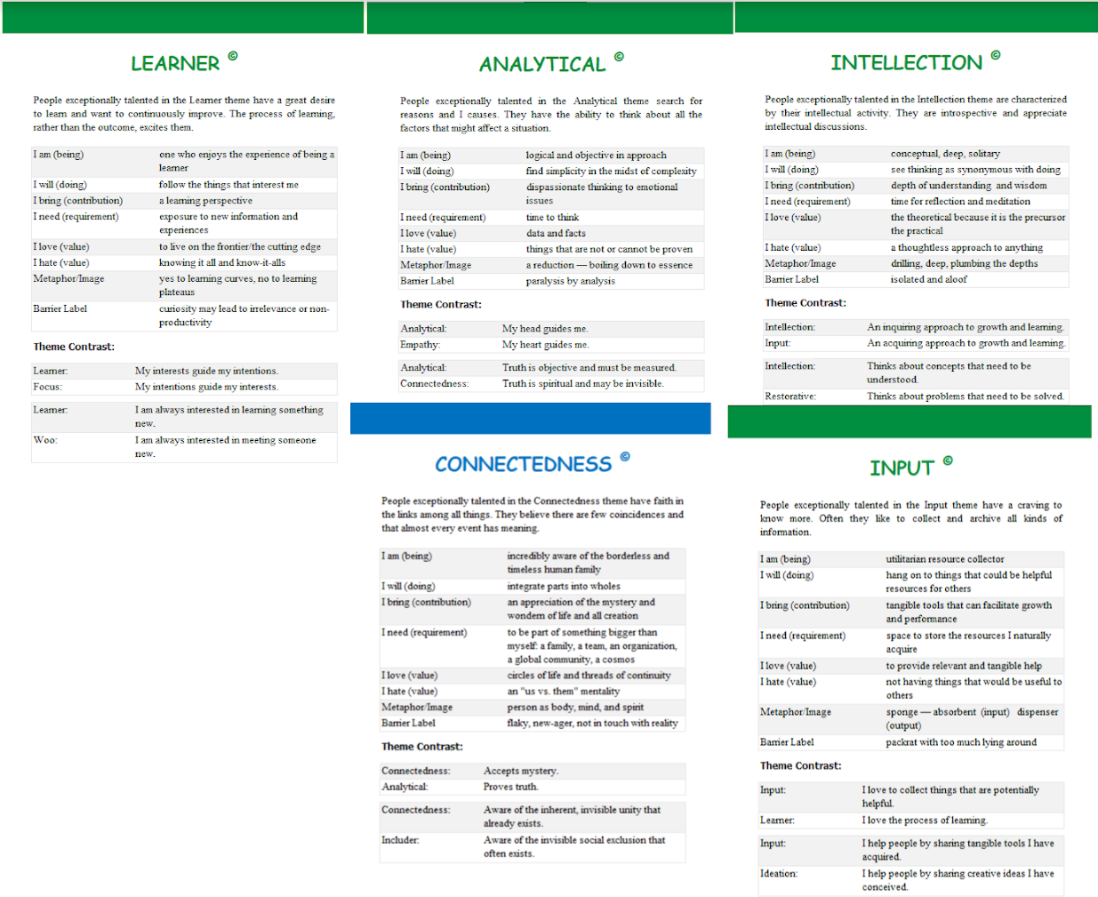 LEARNER ©
People exceptionally talented in the Learner theme have a great desire
to learn and want to continuously improve. The process of learning,
rather than the outcome, excites them.
I am (being) one who enjoys the experience of being a
learner
I will (doing) follow the things that interest me
I bring (contribution) a learning perspective
I need (requirement) exposure to new information and
experiences
I love (value) to live on the frontier/the cutting edge
I hate (value) knowing it all and know-it-alls
Metaphor/Image yes to learning curves, no to learning
plateaus
Barrier Label curiosity may lead to irrelevance or non-
productivity
Theme Contrast:
Learner: My interests guide my intentions.
Focus: My intentions guide my interests.
Learner: I am always interested in learning something
new.
Woo: I am always interested in meeting someone
new.
ANALYTICAL ©
People exceptionally talented in the Analytical theme search for
reasons and I causes. They have the ability to think about all the
factors that might affect a situation.
I am (being) logical and objective in approach
I will (doing) find simplicity in the midst of complexity
I bring (contribution) dispassionate thinking to emotional
issues
I need (requirement) time to think
I love (value) data and facts
I hate (value) things that are not or cannot be proven
Metaphor/Image a reduction — boiling down to essence
Barrier Label paralysis by analysis
Theme Contrast:
Analytical: My head guides me.
Empathy: My heart guides me.
Analytical: Truth is objective and must be measured.
Connectedness: Truth is spiritual and may be invisible.
INTELLECTION ©
People exceptionally talented in the Intellection theme are characterized
by their intellectual activity. They are introspective and appreciate
intellectual discussions.
I am (being) conceptual, deep, solitary
I will (doing) see thinking as synonymous with doing
I bring (contribution) depth of understanding and wisdom
I need (requirement) time for reflection and meditation
I love (value) the theoretical because it is the precursor
the practical
I hate (value) a thoughtless approach to anything
Metaphor/Image drilling, deep, plumbing the depths
Barrier Label isolated and aloof
Theme Contrast:
Intellection: An inquiring approach to growth and learning.
Input: An acquiring approach to growth and learning.
Intellection: Thinks about concepts that need to be
understood.
Restorative: Thinks about problems that need to be solved.
CONNECTEDNESS ©
People exceptionally talented in the Connectedness theme have faith in
the links among all things. They believe there are few coincidences and
that almost every event has meaning.
I am (being) incredibly aware of the borderless and
timeless human family
I will (doing) integrate parts into wholes
I bring (contribution) an appreciation of the mystery and
wondem of life and all creation
I need (requirement) to be part of something bigger than
myself: a family, a team, an organization,
a global community, a cosmos
I love (value) circles of life and threads of continuity
I hate (value) an "us vs. them" mentality
Metaphor/Image person as body, mind, and spirit
Barrier Label flaky, new-ager, not in touch with reality
Theme Contrast:
Connectedness: Accepts mystery.
Analytical: Proves truth.
Connectedness: Aware of the inherent, invisible unity that
already exists.
Includer: Aware of the invisible social exclusion that
often exists.
INPUT ©
People exceptionally talented in the Input theme have a craving to
know more. Often they like to collect and archive all kinds of
information.
I am (being) utilitarian resource collector
I will (doing) hang on to things that could be helpful
resources for others
I bring (contribution) tangible tools that can facilitate growth
and performance
I need (requirement) space to store the resources I naturally
acquire
I love (value) to provide relevant and tangible help
I hate (value) not having things that would be useful to
others
Metaphor/Image sponge — absorbent (input) dispenser
(output)
Barrier Label packrat with too much lying around
Theme Contrast:
Input: I love to collect things that are potentially
helpful.
Learner: I love the process of learning.
Input: I help people by sharing tangible tools I have
acquired.
Ideation: I help people by sharing creative ideas I have
conceived.